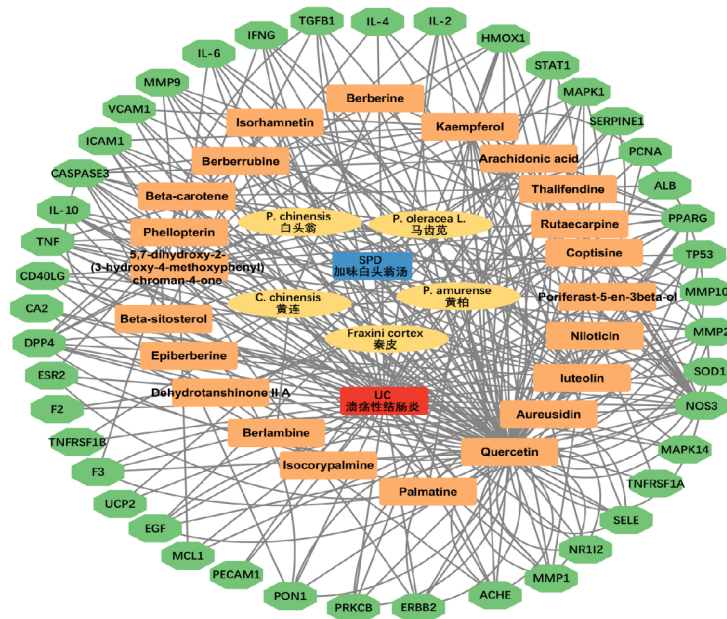 TGFB1
IL-4
IL-2
IFNG
HMOX1
IL-6
STAT1
MMP9
MAPK1
VCAM1
SERPINE1
ICAM1
PCNA
CASPASE3
ALB
IL-10
PPARG
TNF
TP53
CD40LG
MMP10
CA2
MMP2
DPP4
SOD1
ESR2
NOS3
F2
MAPK14
TNFRSF1B
TNFRSF1A
F3
SELE
UCP2
NR1I2
EGF
MMP1
MCL1
ACHE
PECAM1
ERBB2
PON1
PRKCB
Berberine
Isorhamnetin
Kaempferol
Berberrubine
Arachidonic acid
Beta-carotene
Thalifendine
Phellopterin
Rutaecarpine
5,7-dihydroxy-2-
(3-hydroxy-4-methoxyphenyl)
chroman-4-one
Coptisine
Beta-sitosterol
Poriferast-5-en-3beta-ol
Epiberberine
Niloticin
Dehydrotanshinone II A
luteolin
Berlambine
Aureusidin
Isocorypalmine
Quercetin
Palmatine
P. chinensis
白头翁
P. oleracea L.
马齿苋
SPD
加味白头翁汤
C. chinensis
黄连
P. amurense
黄柏
Fraxini cortex
秦皮
UC
溃疡性结肠炎